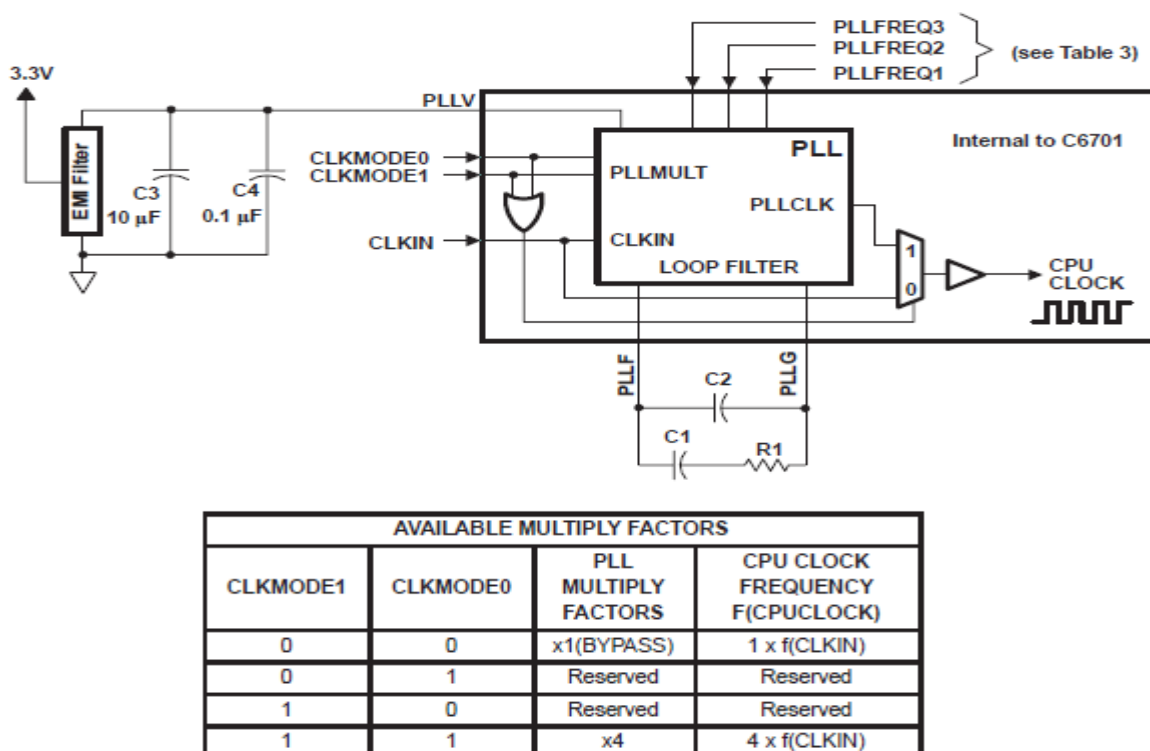 PLLFREQ3
PLLFREQ2
PLLFREQ1
(see Table 3)
3.3V
PLLV
EMI Filter
C3
10 µF
C4
0.1 µF
CLKMODE0
CLKMODE1
CLKIN
PLL
PLLMULT
PLLCLK
CLKIN
LOOP FILTER
Internal to C6701
1
0
CPU
CLOCK
PLLF
PLLG
C2
C1
R1
AVAILABLE MULTIPLY FACTORS
CLKMODE1 CLKMODE0 PLL MULTIPLY FACTORS CPU CLOCK FREQUENCY F(CPUCLOCK)
0 0 x1(BYPASS) 1 x f(CLKIN)
0 1 Reserved Reserved
1 0 Reserved Reserved
1 1 x4 4 x f(CLKIN)